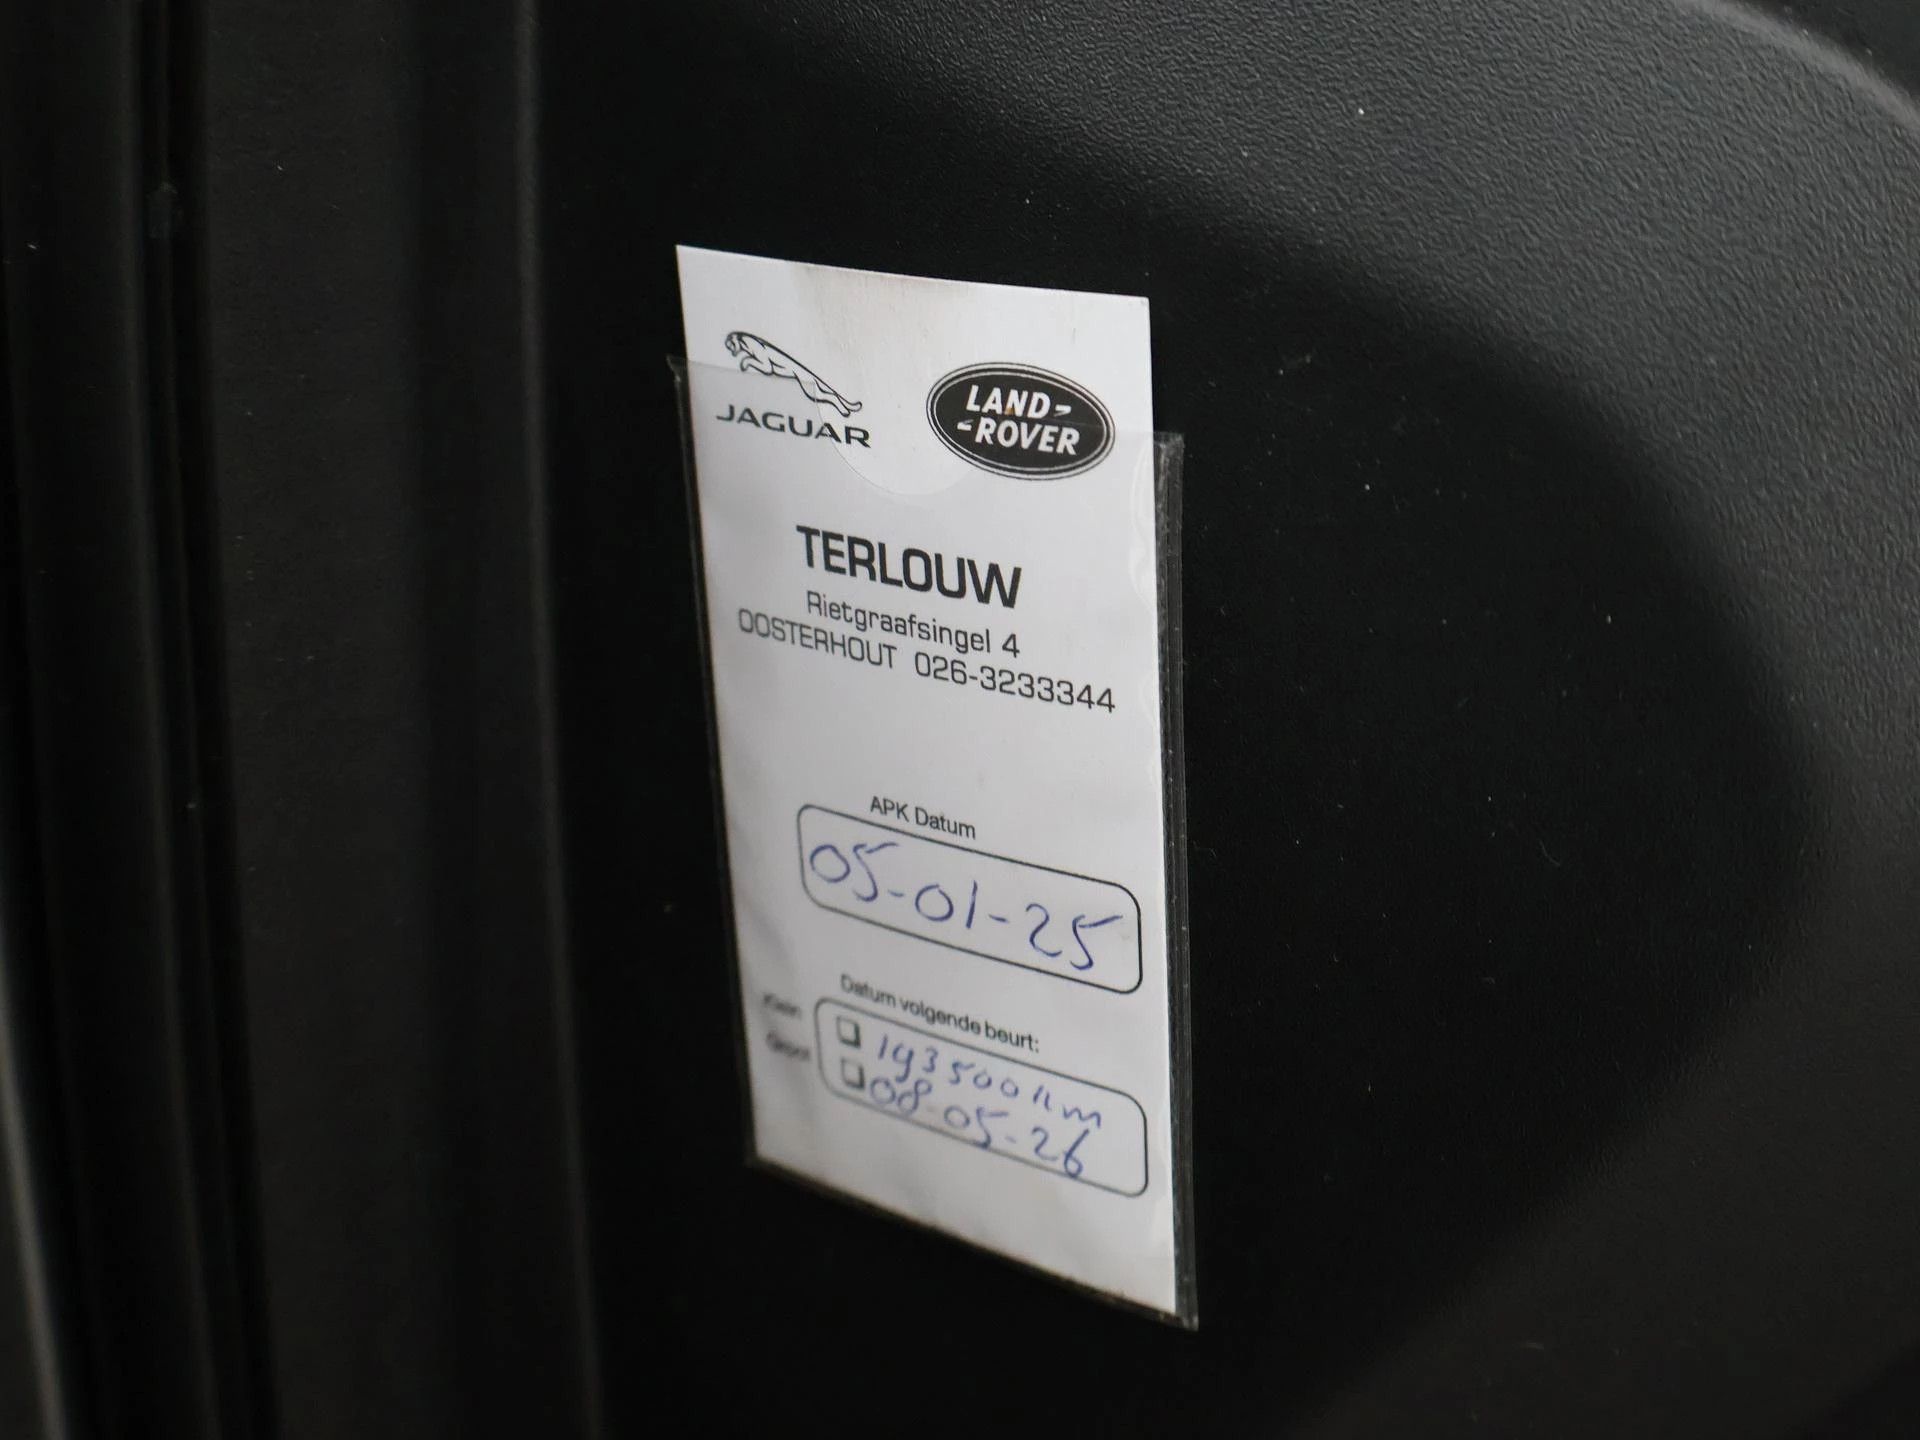 JAGUAR
LAND-
-ROVER
TERLOUW
Rietgraafsingel 4
OOSTERHOUT 026-3233344
APK Datum
05-01-25
Datum volgende beurt:
Klein 193500km
Groot 08-05-26